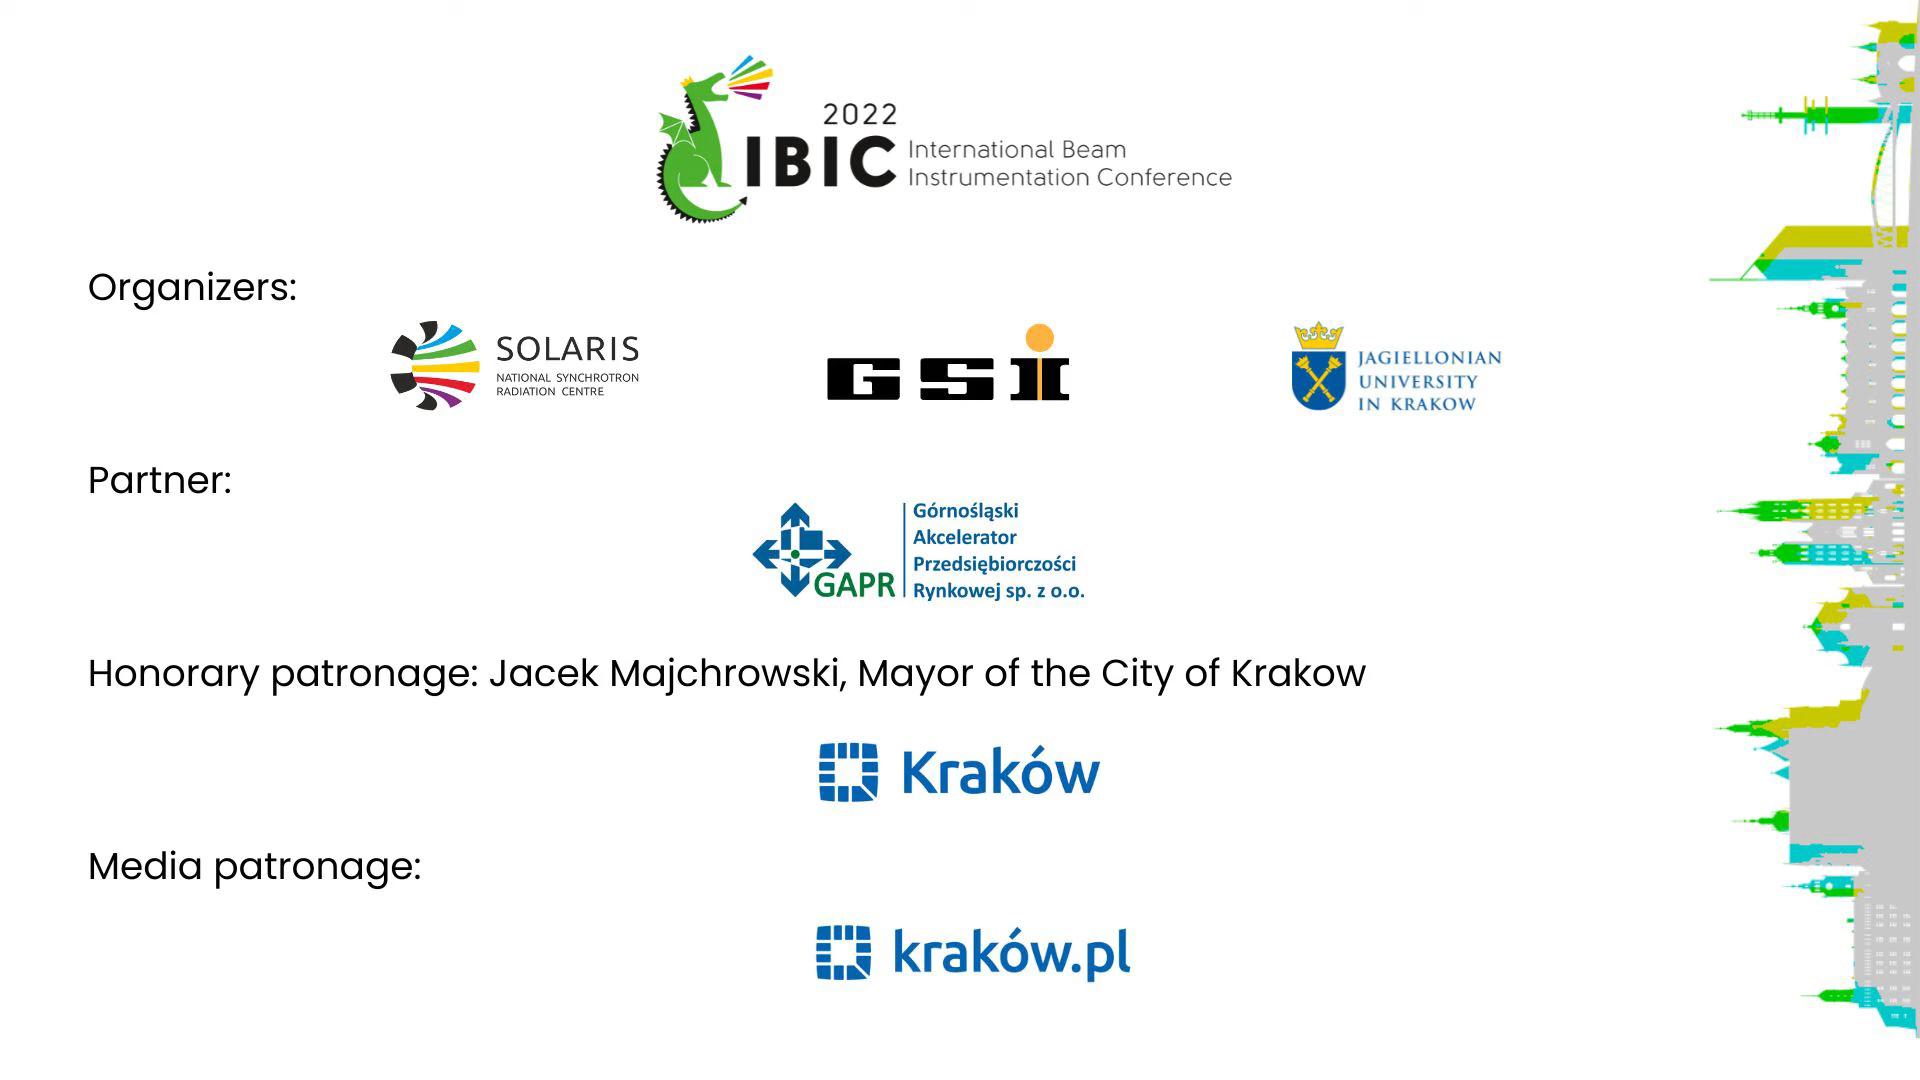 2022
IBIC
International Beam
Instrumentation Conference
Organizers:
SOLARIS
NATIONAL SYNCHROTRON
RADIATION CENTRE
GSI
JAGIELLONIAN
UNIVERSITY
IN KRAKOW
Partner:
GAPR
Górnośląski
Akcelerator
Przedsiębiorczości
Rynkowej sp. z o.o.
Honorary patronage: Jacek Majchrowski, Mayor of the City of Krakow
Kraków
Media patronage:
kraków.pl